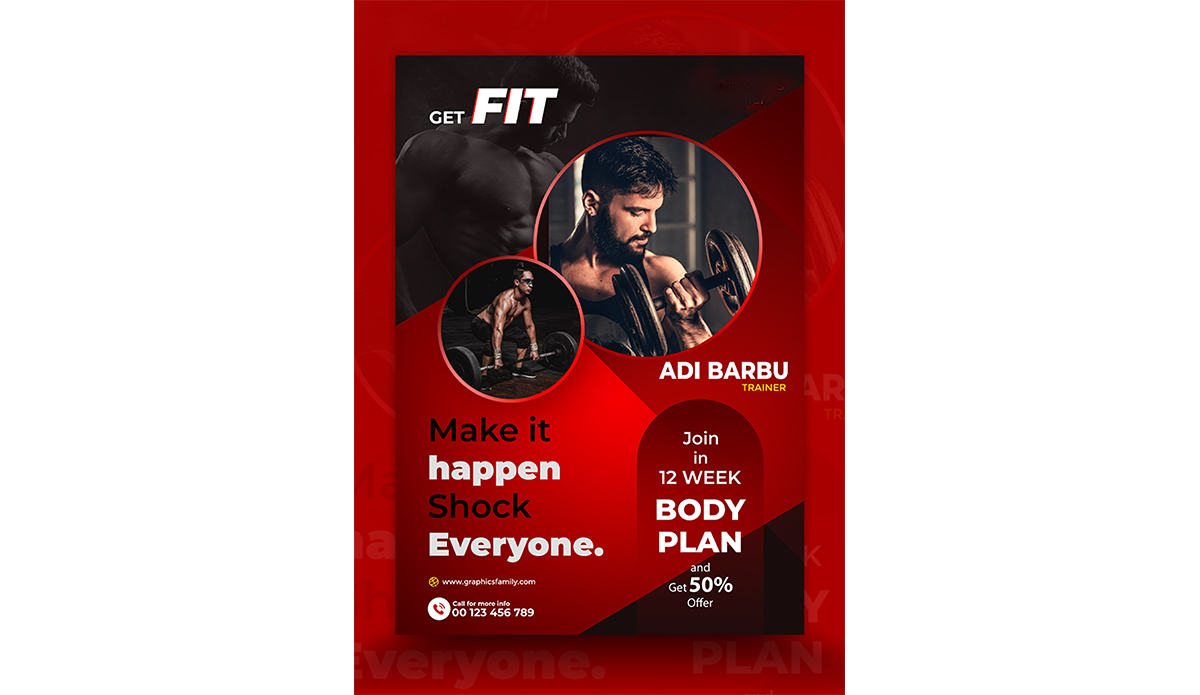 GET FIT
ADI BARBU
TRAINER
Make it
happen
Shock
Everyone.
www.graphicsfamily.com
Call for more info
00 123 456 789
Join
in
12 WEEK
BODY
PLAN
and
Get 50%
Offer